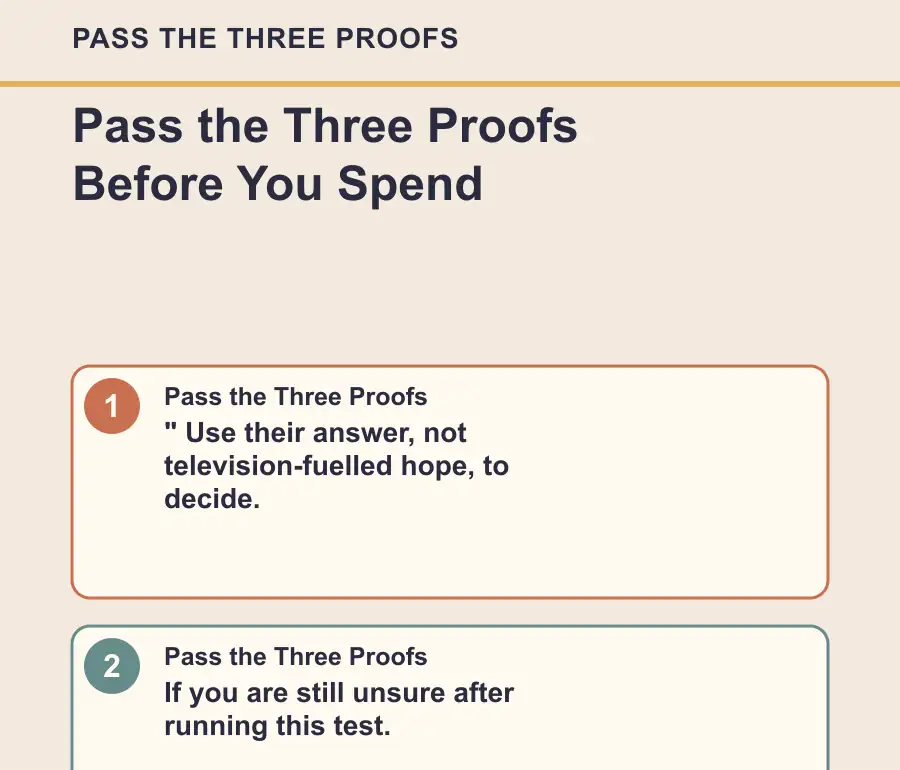 PASS THE THREE PROOFS
Pass the Three Proofs
Before You Spend
1
Pass the Three Proofs
" Use their answer, not
television-fuelled hope, to
decide.
2
Pass the Three Proofs
If you are still unsure after
running this test.